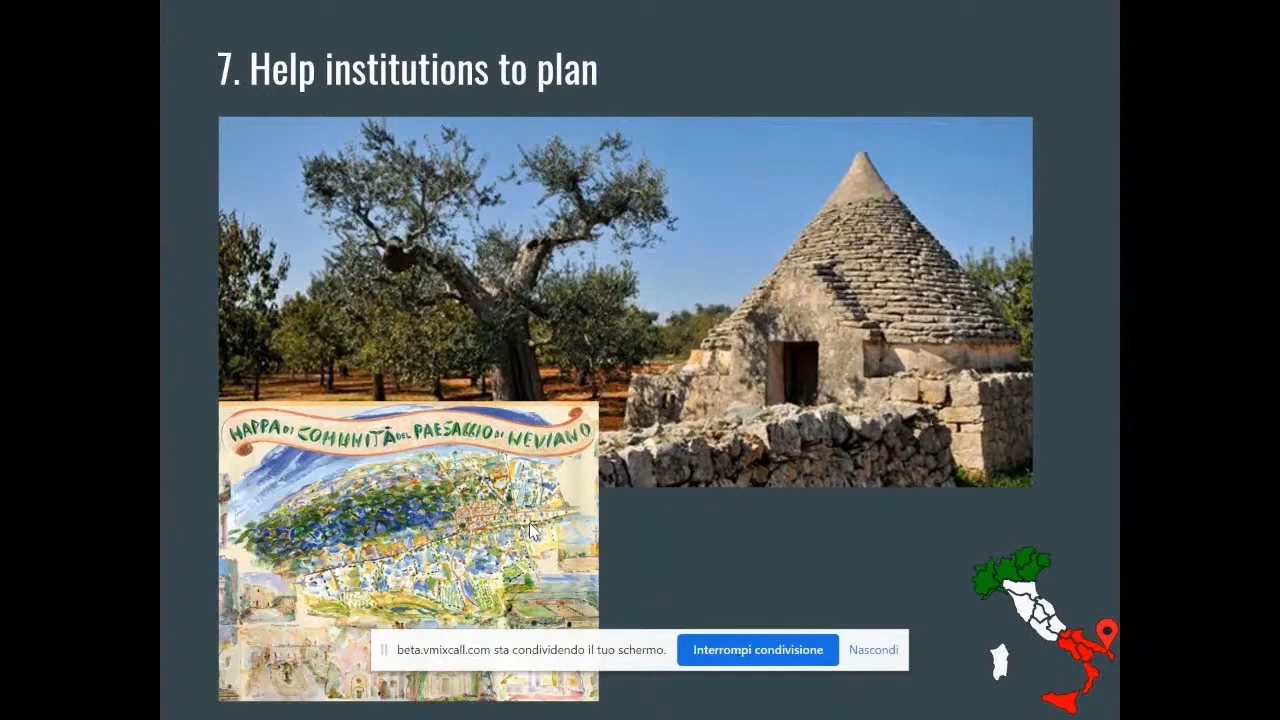 7. Help institutions to plan
MAPPA DI COMUNITÀ DEL PAESAGGIO DI NEVIANO
beta.vmixcall.com sta condividendo il tuo schermo.
Interrompi condivisione
Nascondi